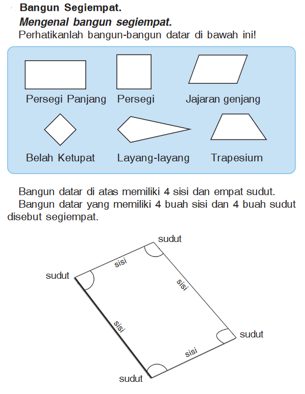 Bangun Segiempat.
Mengenal bangun segiempat.
Perhatikanlah bangun-bangun datar di bawah ini!
Persegi Panjang Persegi Jajaran genjang
Belah Ketupat Layang-layang Trapesium
Bangun datar di atas memiliki 4 sisi dan empat sudut.
Bangun datar yang memiliki 4 buah sisi dan 4 buah sudut
disebut segiempat.
sudut
sisi
sudut
sisi
sisi
sudut
sisi
sudut